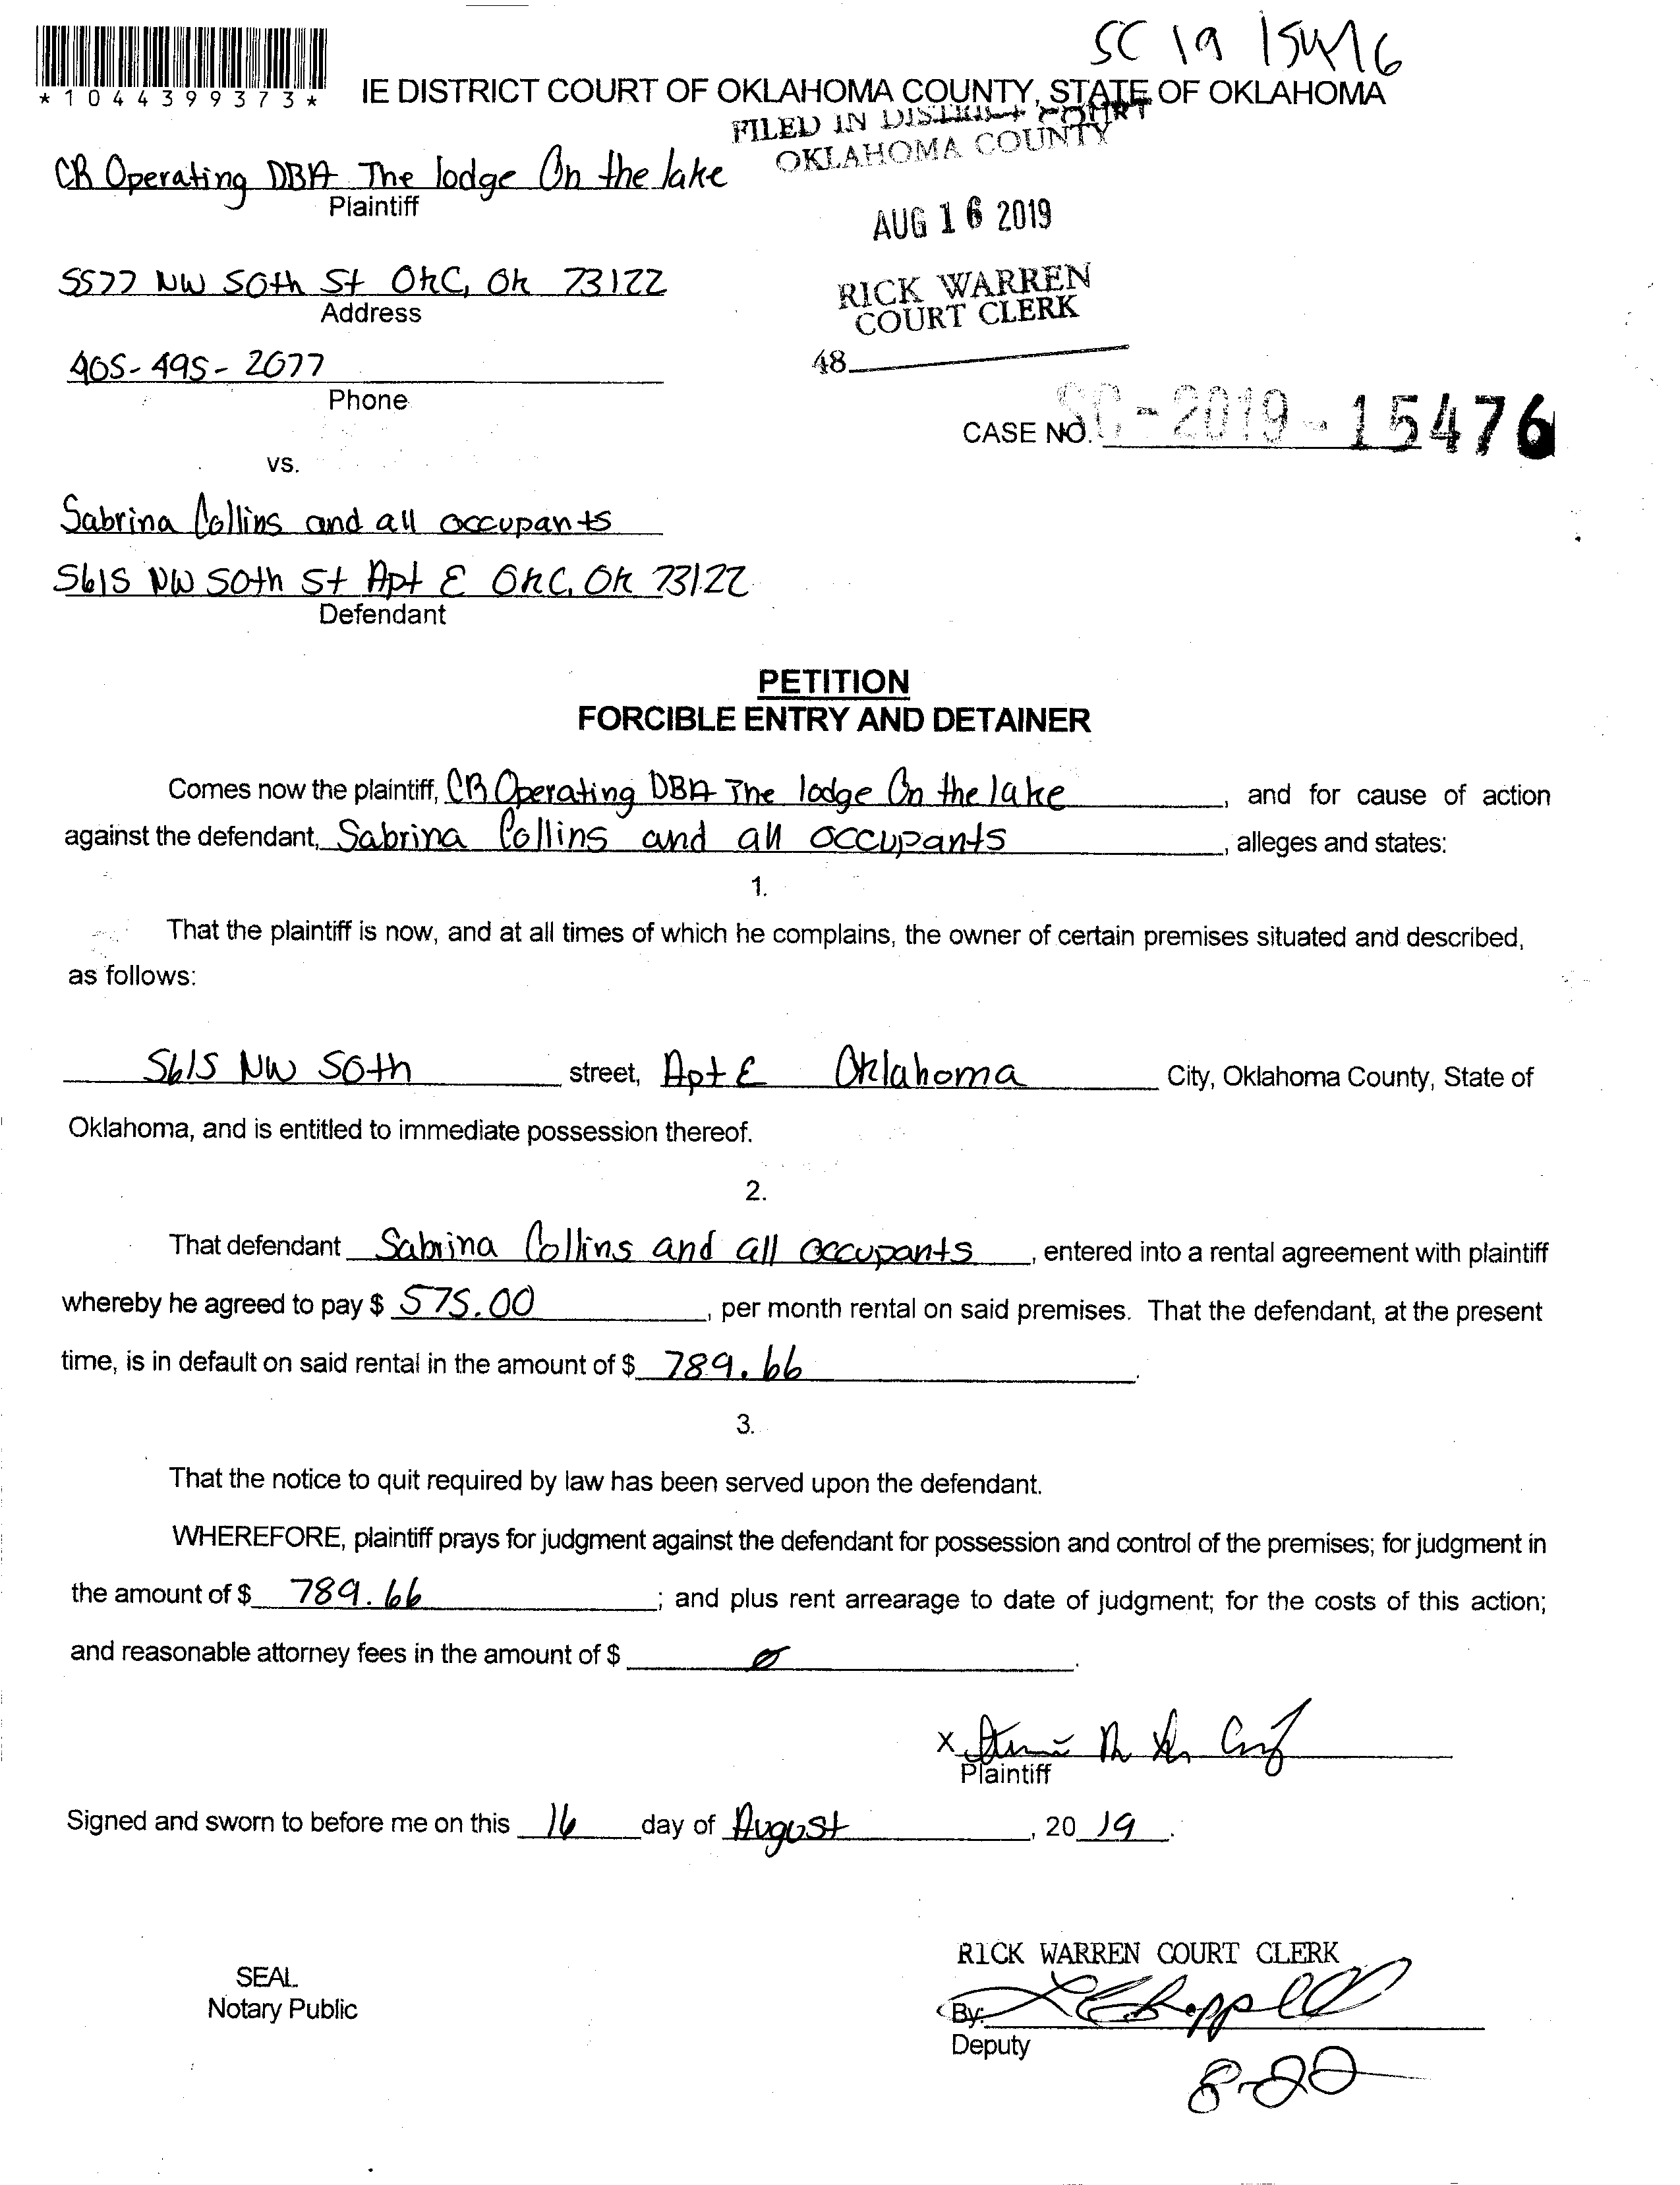 SC 19 15476
*1044399373*
IE DISTRICT COURT OF OKLAHOMA COUNTY, STATE OF OKLAHOMA
FILED IN DISTRICT COURT
OKLAHOMA COUNTY
CR Operating DBA The lodge On the lake
Plaintiff
AUG 16 2019
5577 NW 50th St OKC, OK 73122
Address
RICK WARREN
COURT CLERK
405-495-2077
Phone
48
CASE NO. SC-2019-15476
vs.
Sabrina Collins and all occupants
5615 NW 50th St Apt E OKC, OK 73122
Defendant
PETITION
FORCIBLE ENTRY AND DETAINER
Comes now the plaintiff, CR Operating DBA The lodge On the lake, and for cause of action
against the defendant, Sabrina Collins and all occupants, alleges and states:
1.
That the plaintiff is now, and at all times of which he complains, the owner of certain premises situated and described,
as follows:
5615 NW 50th street, Apt E Oklahoma City, Oklahoma County, State of
Oklahoma, and is entitled to immediate possession thereof.
2.
That defendant Sabrina Collins and all occupants, entered into a rental agreement with plaintiff
whereby he agreed to pay $ 575.00, per month rental on said premises. That the defendant, at the present
time, is in default on said rental in the amount of $ 789.66.
3.
That the notice to quit required by law has been served upon the defendant.
WHEREFORE, plaintiff prays for judgment against the defendant for possession and control of the premises; for judgment in
the amount of $ 789.66; and plus rent arrearage to date of judgment; for the costs of this action;
and reasonable attorney fees in the amount of $ ø.
X
Plaintiff
Signed and sworn to before me on this 16 day of August, 2019.
RICK WARREN COURT CLERK
SEAL
Notary Public
By:
Deputy
8-22